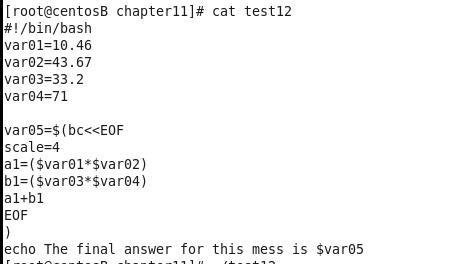 [root@centosB chapter11]# cat test12
#!/bin/bash
var01=10.46
var02=43.67
var03=33.2
var04=71
var05=$(bc<<EOF
scale=4
a1=($var01*$var02)
b1=($var03*$var04)
a1+b1
EOF
)
echo The final answer for this mess is $var05
[root@centosB chapter11]# ./test12